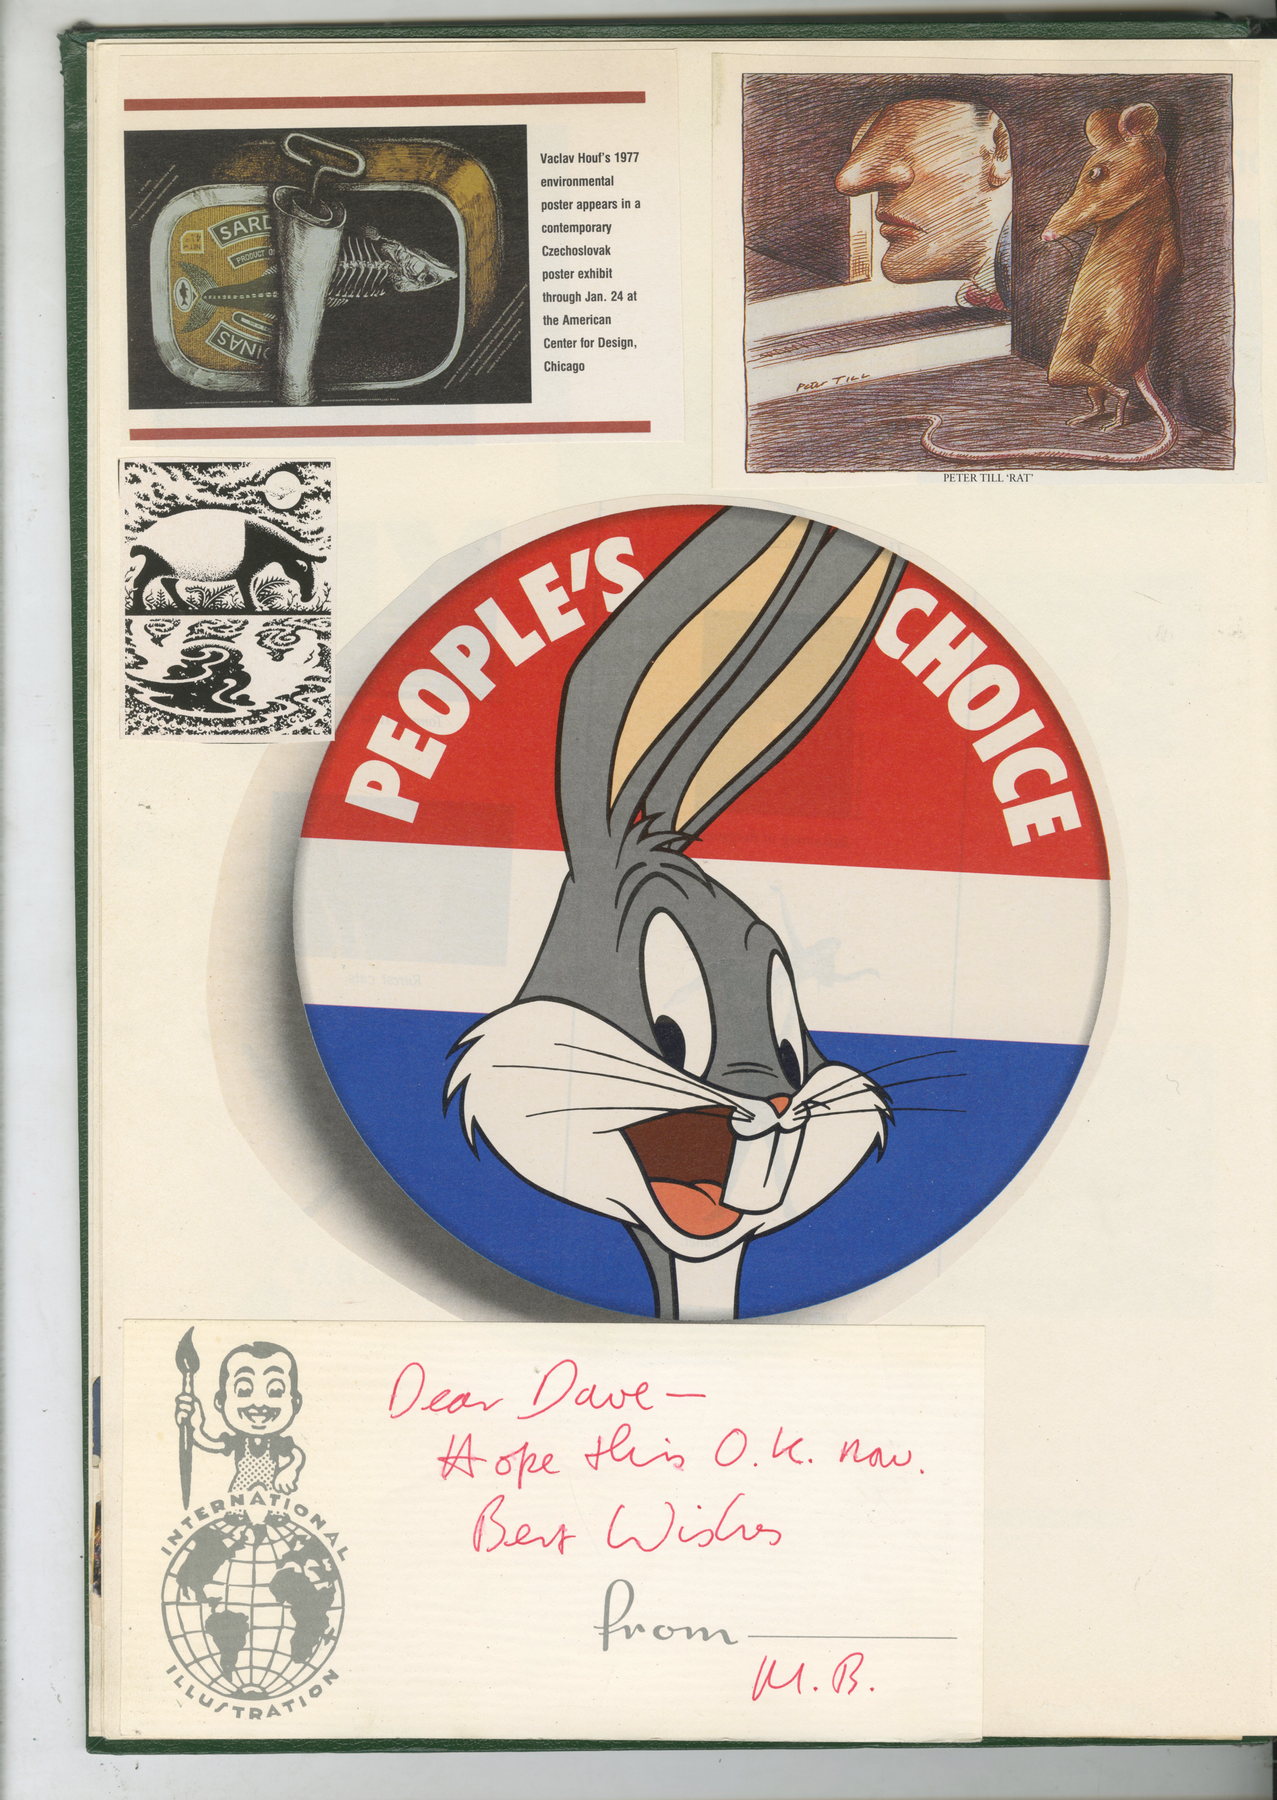 SARD
PRODUCT O
DINAS
Vaclav Houf's 1977
environmental
poster appears in a
contemporary
Czechoslovak
poster exhibit
through Jan. 24 at
the American
Center for Design,
Chicago
Peter Till
PETER TILL 'RAT'
PEOPLE'S CHOICE
Dear Dave —
Hope this O.K. now.
Best Wishes
from
M. B.
INTERNATIONAL
ILLUSTRATION